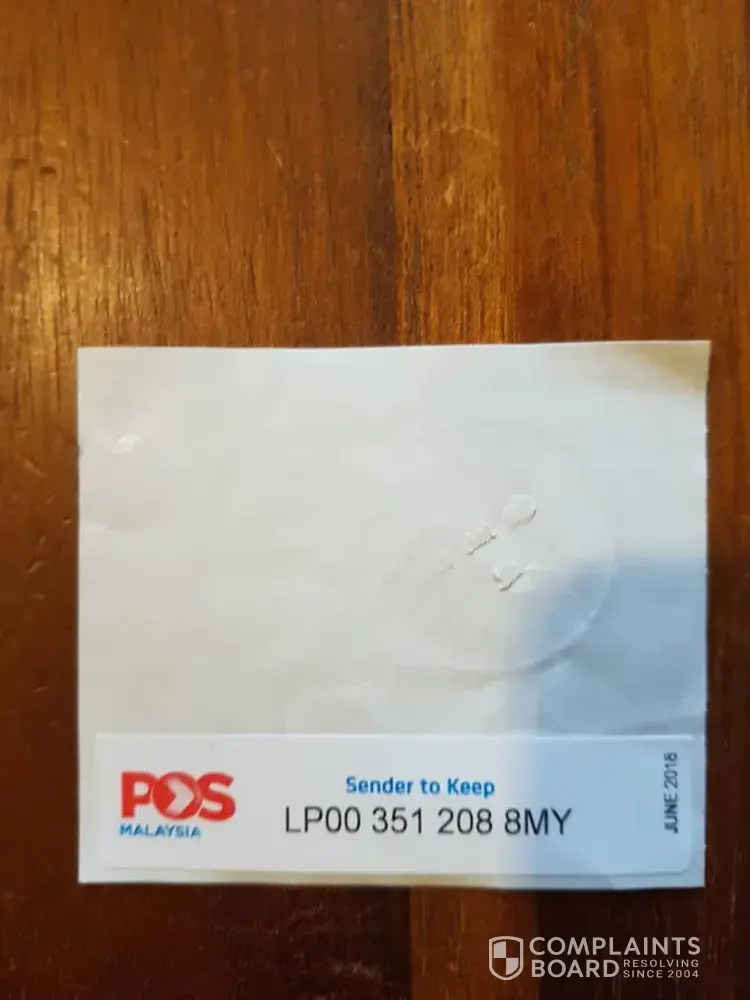 POS
MALAYSIA
Sender to Keep
LP00 351 208 8MY
JUNE 2018
COMPLAINTS
BOARD RESOLVING
SINCE 2004